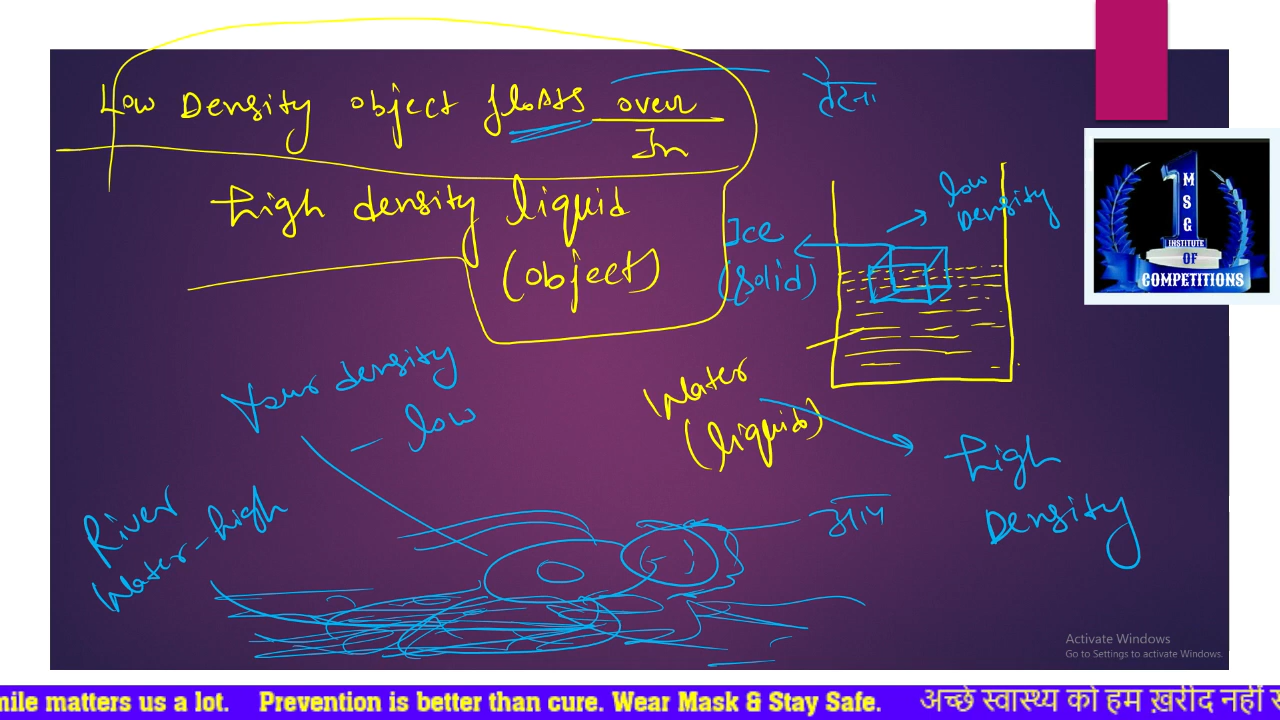 Low Density object floats over
In
तैरना
high density liquid
(object)
low
Density
Ice
(Solid)
Your density
- low
Water
(liquid)
high
Density
River
Water - high
आप
1
M
S
G
INSTITUTE
OF
COMPETITIONS
Activate Windows
Go to Settings to activate Windows.
mile matters us a lot. Prevention is better than cure. Wear Mask & Stay Safe. अच्छे स्वास्थ्य को हम ख़रीद नहीं